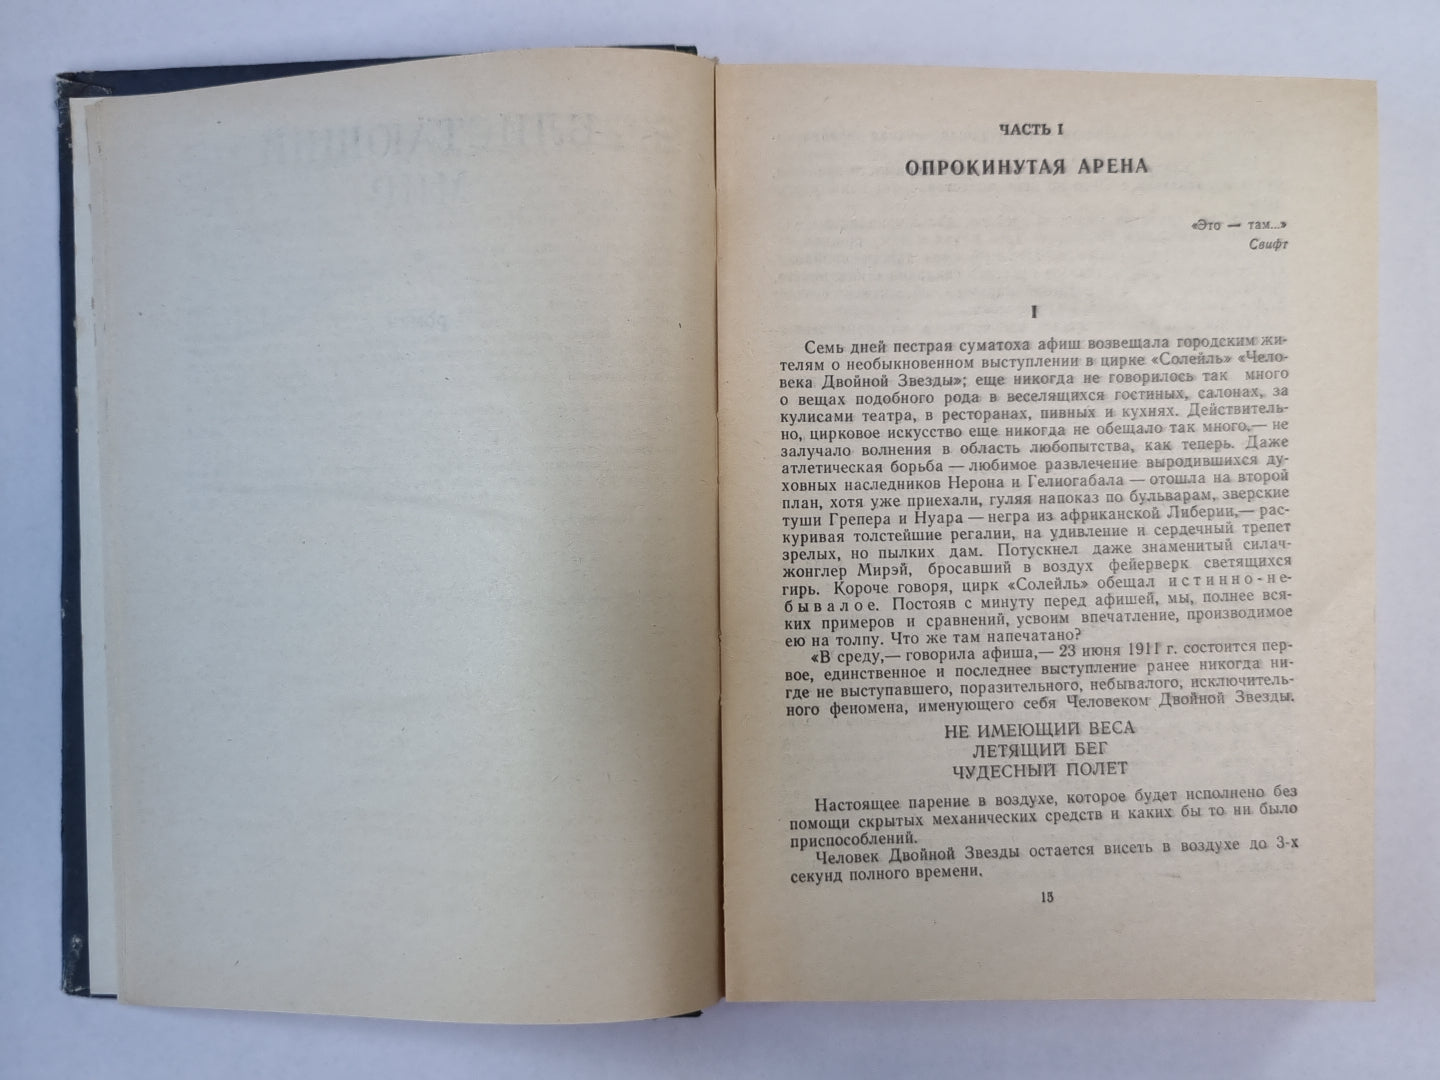 ЧАСТЬ I
ОПРОКИНУТАЯ АРЕНА
«Это — там...»
Свифт
I
Семь дней пестрая суматоха афиш возвещала городским жи-
телям о необыкновенном выступлении в цирке «Солейль» «Чело-
века Двойной Звезды»; еще никогда не говорилось так много
о вещах подобного рода в веселящихся гостиных, салонах, за
кулисами театра, в ресторанах, пивных и кухнях. Действитель-
но, цирковое искусство еще никогда не обещало так много,— не
залучало волнения в область любопытства, как теперь. Даже
атлетическая борьба — любимое развлечение выродившихся ду-
ховных наследников Нерона и Гелиогабала — отошла на второй
план, хотя уже приехали, гуляя напоказ по бульварам, зверские
туши Грепера и Нуара — негра из африканской Либерии,— рас-
куривая толстейшие регалии, на удивление и сердечный трепет
зрелых, но пылких дам. Потускнел даже знаменитый силач-
жонглер Мирэй, бросавший в воздух фейерверк светящихся
гирь. Короче говоря, цирк «Солейль» обещал истинно-не-
бывалое. Постояв с минуту перед афишей, мы, полнее вся-
ких примеров и сравнений, усвоим впечатление, производимое
ею на толпу. Что же там напечатано?
«В среду,— говорила афиша,— 23 июня 1911 г. состоится пер-
вое, единственное и последнее выступление ранее никогда ни-
где не выступавшего, поразительного, небывалого, исключитель-
ного феномена, именующего себя Человеком Двойной Звезды.
НЕ ИМЕЮЩИЙ ВЕСА
ЛЕТЯЩИЙ БЕГ
ЧУДЕСНЫЙ ПОЛЕТ
Настоящее парение в воздухе, которое будет исполнено без
помощи скрытых механических средств и каких бы то ни было
приспособлений.
Человек Двойной Звезды остается висеть в воздухе до 3-х
секунд полного времени.
15